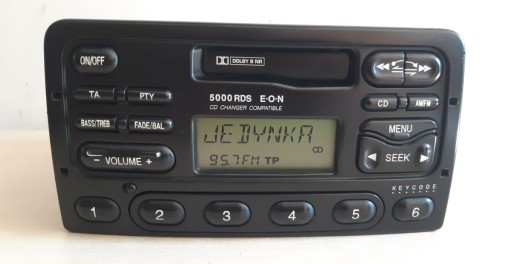 ON/OFF
DOLBY B NR
TA PTY
5000 RDS E·O·N
CD CHANGER COMPATIBLE
CD AM/FM
BASS/TREB FADE/BAL
MENU
JEDYNKA
CD
95.7FM TP
- VOLUME +
SEEK
KEYCODE
1 2 3 4 5 6